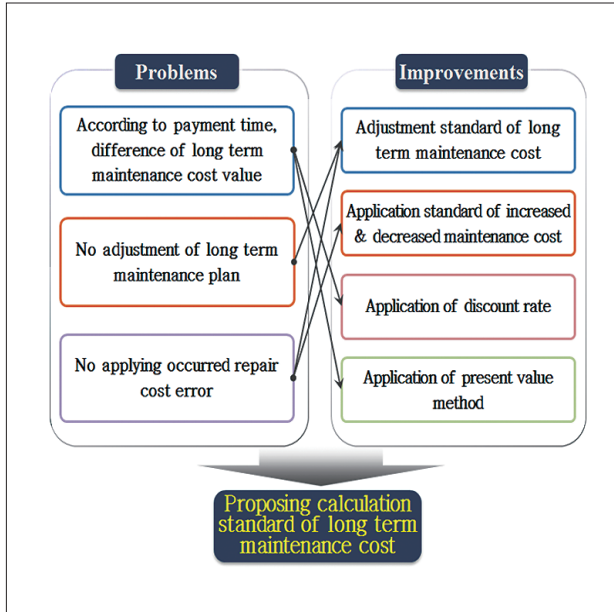 Problems
According to payment time,
difference of long term
maintenance cost value
No adjustment of long term
maintenance plan
No applying occurred repair
cost error
Improvements
Adjustment standard of long
term maintenance cost
Application standard of increased
& decreased maintenance cost
Application of discount rate
Application of present value
method
Proposing calculation
standard of long term
maintenance cost